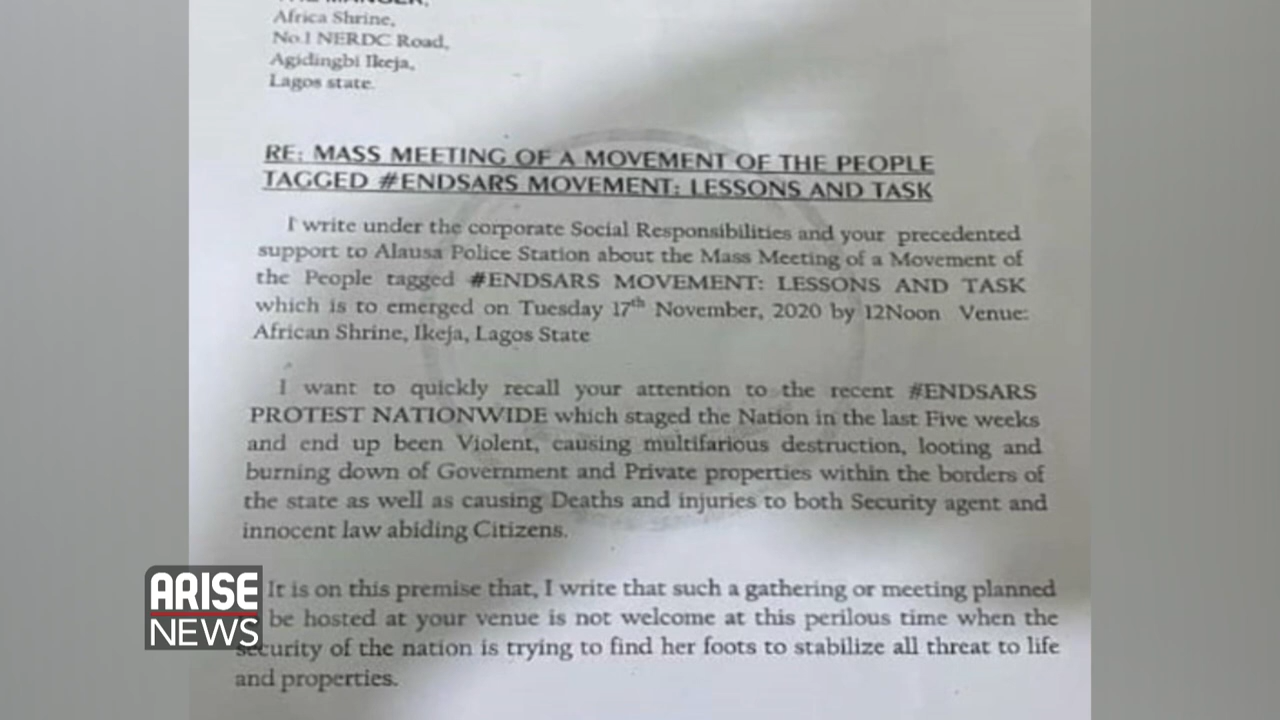 Africa Shrine,
No.1 NERDC Road,
Agidingbi Ikeja,
Lagos state.
RE: MASS MEETING OF A MOVEMENT OF THE PEOPLE
TAGGED #ENDSARS MOVEMENT: LESSONS AND TASK
I write under the corporate Social Responsibilities and your precedented
support to Alausa Police Station about the Mass Meeting of a Movement of
the People tagged #ENDSARS MOVEMENT: LESSONS AND TASK
which is to emerged on Tuesday 17th November, 2020 by 12Noon Venue:
African Shrine, Ikeja, Lagos State
I want to quickly recall your attention to the recent #ENDSARS
PROTEST NATIONWIDE which staged the Nation in the last Five weeks
and end up been Violent, causing multifarious destruction, looting and
burning down of Government and Private properties within the borders of
the state as well as causing Deaths and injuries to both Security agent and
innocent law abiding Citizens.
It is on this premise that, I write that such a gathering or meeting planned
be hosted at your venue is not welcome at this perilous time when the
security of the nation is trying to find her foots to stabilize all threat to life
and properties.
ARISE
NEWS